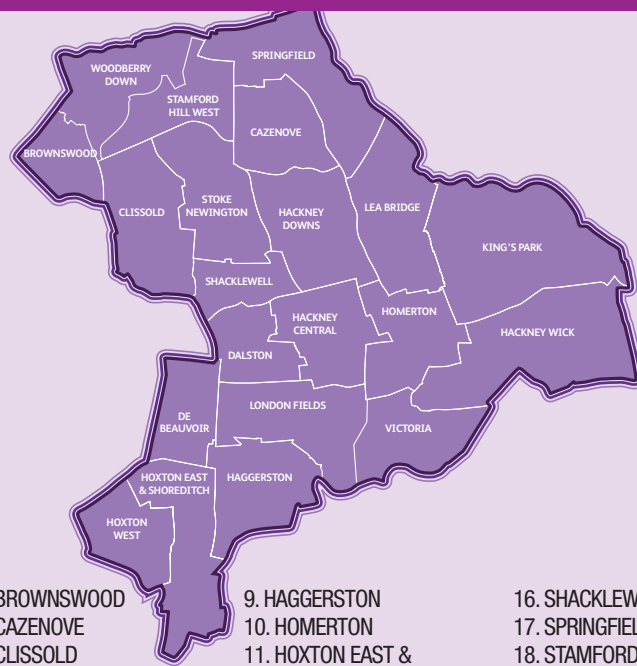 SPRINGFIELD
WOODBERRY
DOWN
STAMFORD
HILL WEST
CAZENOVE
BROWNSWOOD
CLISSOLD
STOKE
NEWINGTON
HACKNEY
DOWNS
LEA BRIDGE
KING'S PARK
SHACKLEWELL
HACKNEY
CENTRAL
HOMERTON
HACKNEY WICK
DALSTON
LONDON FIELDS
DE
BEAUVOIR
VICTORIA
HOXTON EAST
& SHOREDITCH
HAGGERSTON
HOXTON
WEST
BROWNSWOOD
CAZENOVE
CLISSOLD
9. HAGGERSTON
10. HOMERTON
11. HOXTON EAST &
16. SHACKLEW
17. SPRINGFIEL
18. STAMFORD